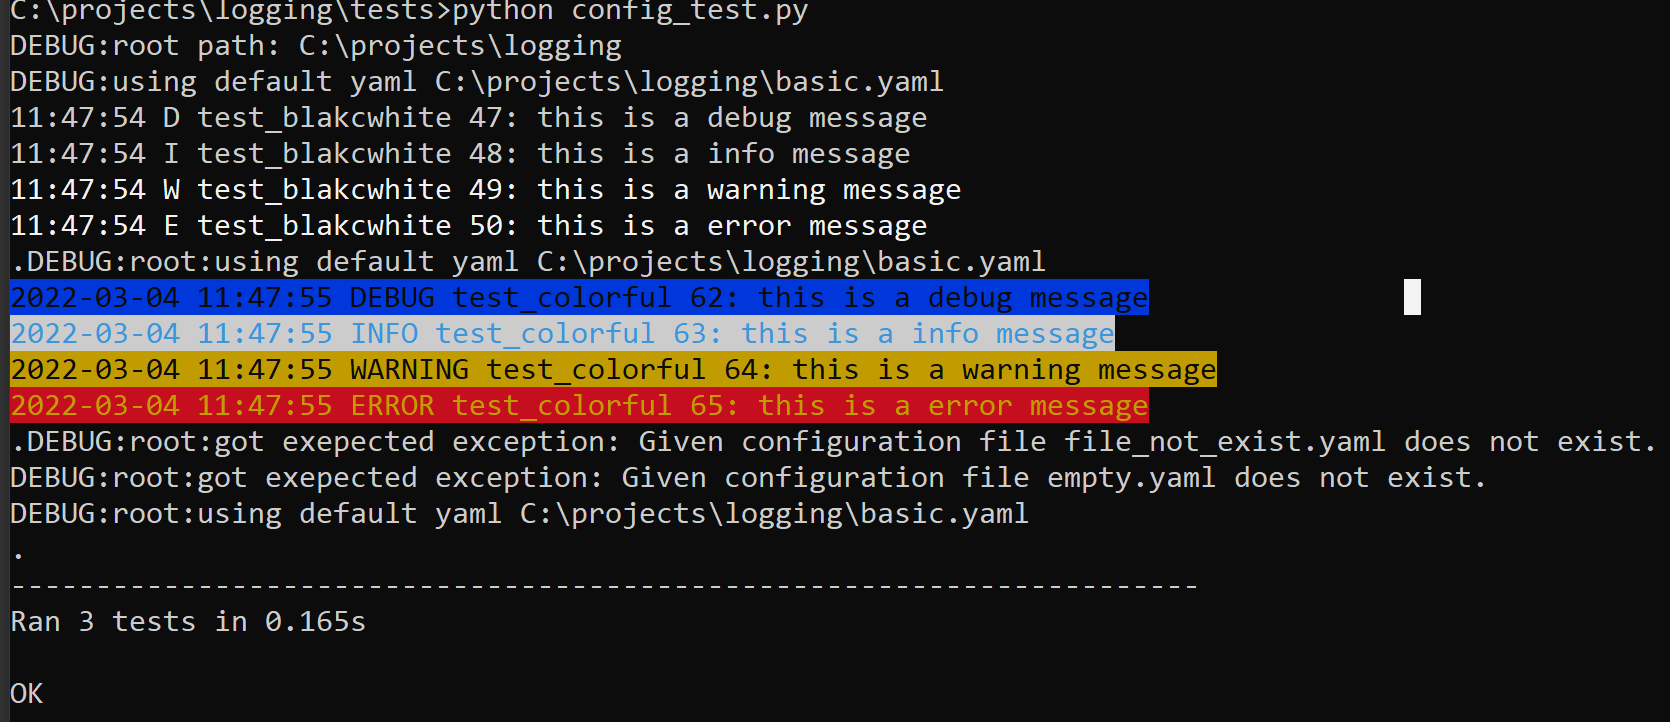 C:\projects\logging\tests>python config_test.py
DEBUG:root path: C:\projects\logging
DEBUG:using default yaml C:\projects\logging\basic.yaml
11:47:54 D test_blakcwhite 47: this is a debug message
11:47:54 I test_blakcwhite 48: this is a info message
11:47:54 W test_blakcwhite 49: this is a warning message
11:47:54 E test_blakcwhite 50: this is a error message
.DEBUG:root:using default yaml C:\projects\logging\basic.yaml
2022-03-04 11:47:55 DEBUG test_colorful 62: this is a debug message
2022-03-04 11:47:55 INFO test_colorful 63: this is a info message
2022-03-04 11:47:55 WARNING test_colorful 64: this is a warning message
2022-03-04 11:47:55 ERROR test_colorful 65: this is a error message
.DEBUG:root:got exepected exception: Given configuration file file_not_exist.yaml does not exist.
DEBUG:root:got exepected exception: Given configuration file empty.yaml does not exist.
DEBUG:root:using default yaml C:\projects\logging\basic.yaml
.
----------------------------------------------------------------------
Ran 3 tests in 0.165s
OK